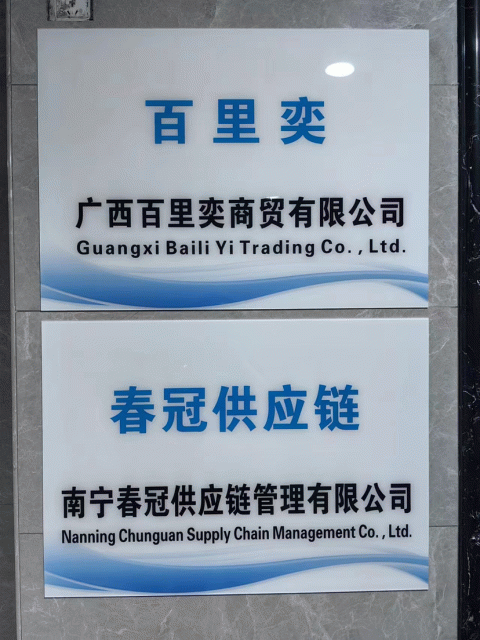 百里奕
广西百里奕商贸有限公司
Guangxi Baili Yi Trading Co. , Ltd.
春冠供应链
南宁春冠供应链管理有限公司
Nanning Chunguan Supply Chain Management Co. , Ltd.